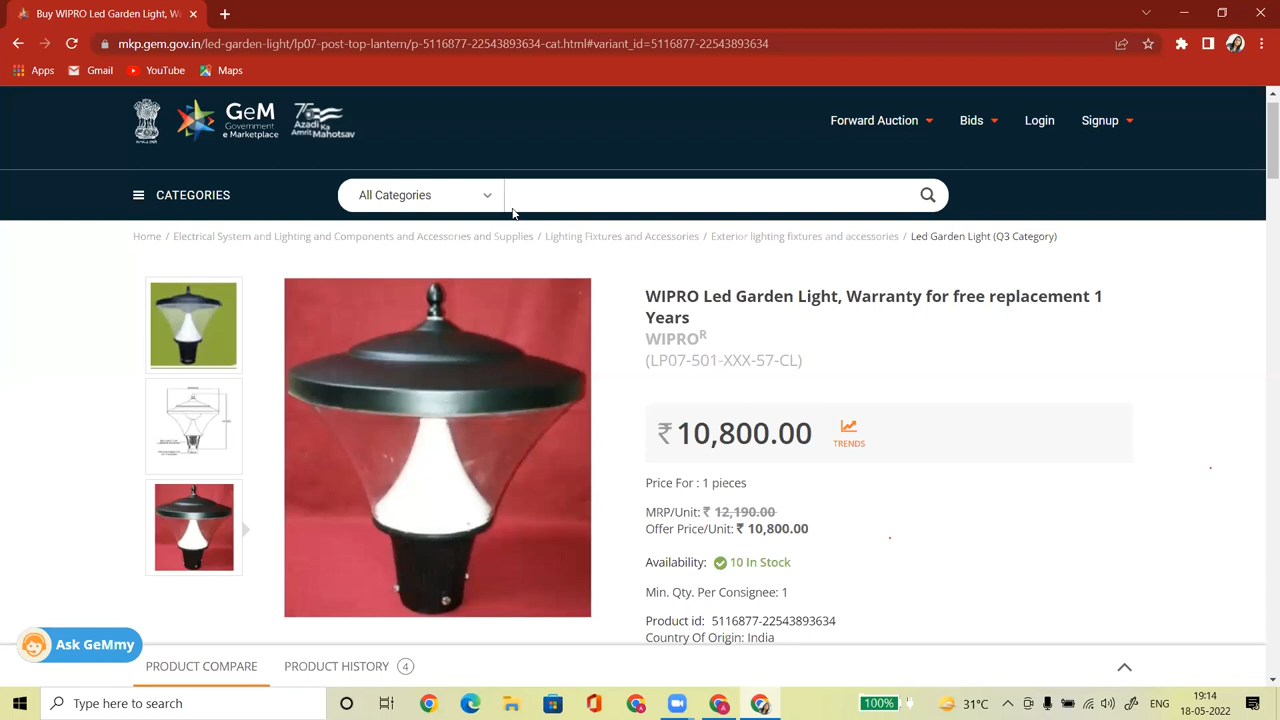 Buy WIPRO Led Garden Light, Wa
mkp.gem.gov.in/led-garden-light/lp07-post-top-lantern/p-5116877-22543893634-cat.html#variant_id=5116877-22543893634
Apps Gmail YouTube Maps
GeM
Government
e Marketplace
75
Azadi Ka
Amrit Mahotsav
Forward Auction Bids Login Signup
CATEGORIES All Categories
Home / Electrical System and Lighting and Components and Accessories and Supplies / Lighting Fixtures and Accessories / Exterior lighting fixtures and accessories / Led Garden Light (Q3 Category)
WIPRO Led Garden Light, Warranty for free replacement 1
Years
WIPRO R
(LP07-501-XXX-57-CL)
₹ 10,800.00
TRENDS
Price For : 1 pieces
MRP/Unit: ₹ 12,190.00
Offer Price/Unit: ₹ 10,800.00
Availability: 10 In Stock
Min. Qty. Per Consignee: 1
Product id: 5116877-22543893634
Country Of Origin: India
Ask GeMmy
PRODUCT COMPARE PRODUCT HISTORY 4
Type here to search
100% 31°C ENG
19:14
18-05-2022